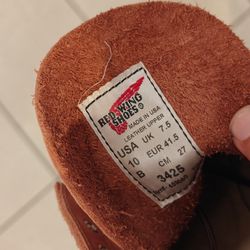 RED WING
SHOES®
MADE IN USA
LEATHER UPPER
USA UK 7.5
10 EUR 41.5
B CM 27
3425